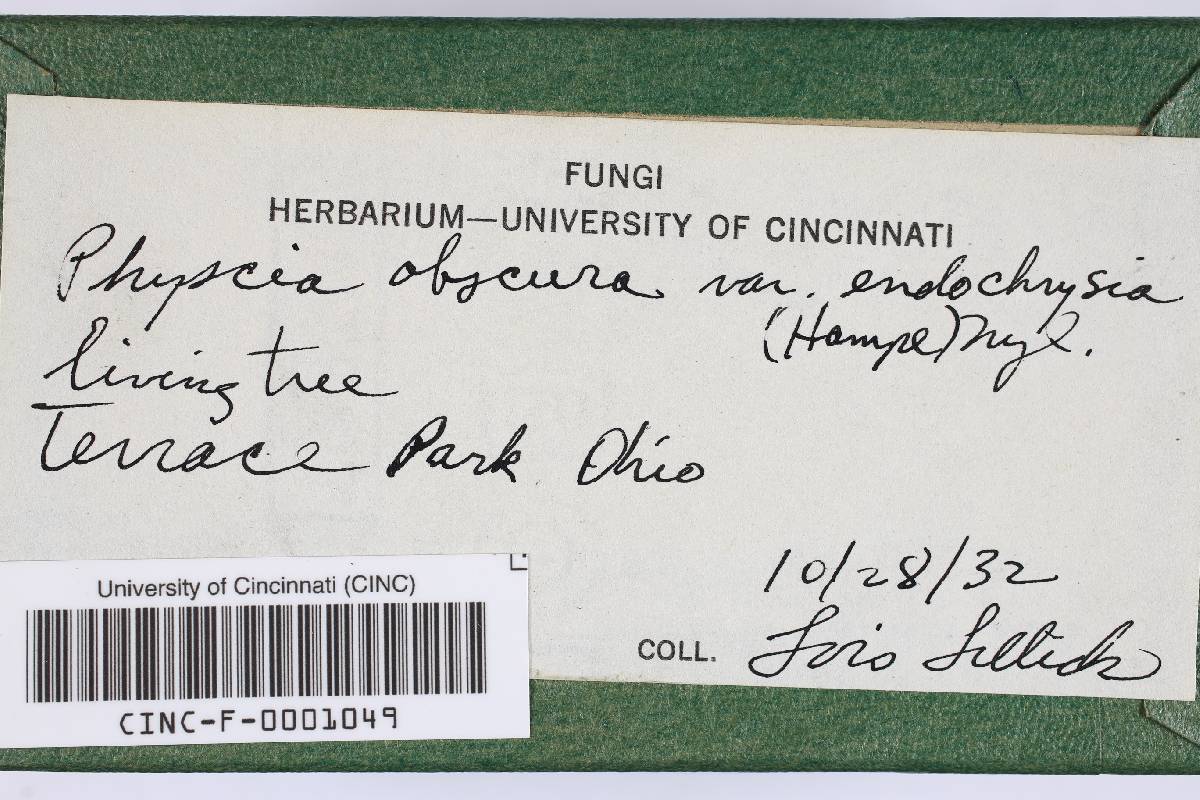 FUNGI
HERBARIUM—UNIVERSITY OF CINCINNATI
Physcia obscura var. endochrysia
(Hampe) Nyl.
living tree
Terrace Park Ohio
10/28/32
COLL. Lois
University of Cincinnati (CINC)
CINC-F-0001049